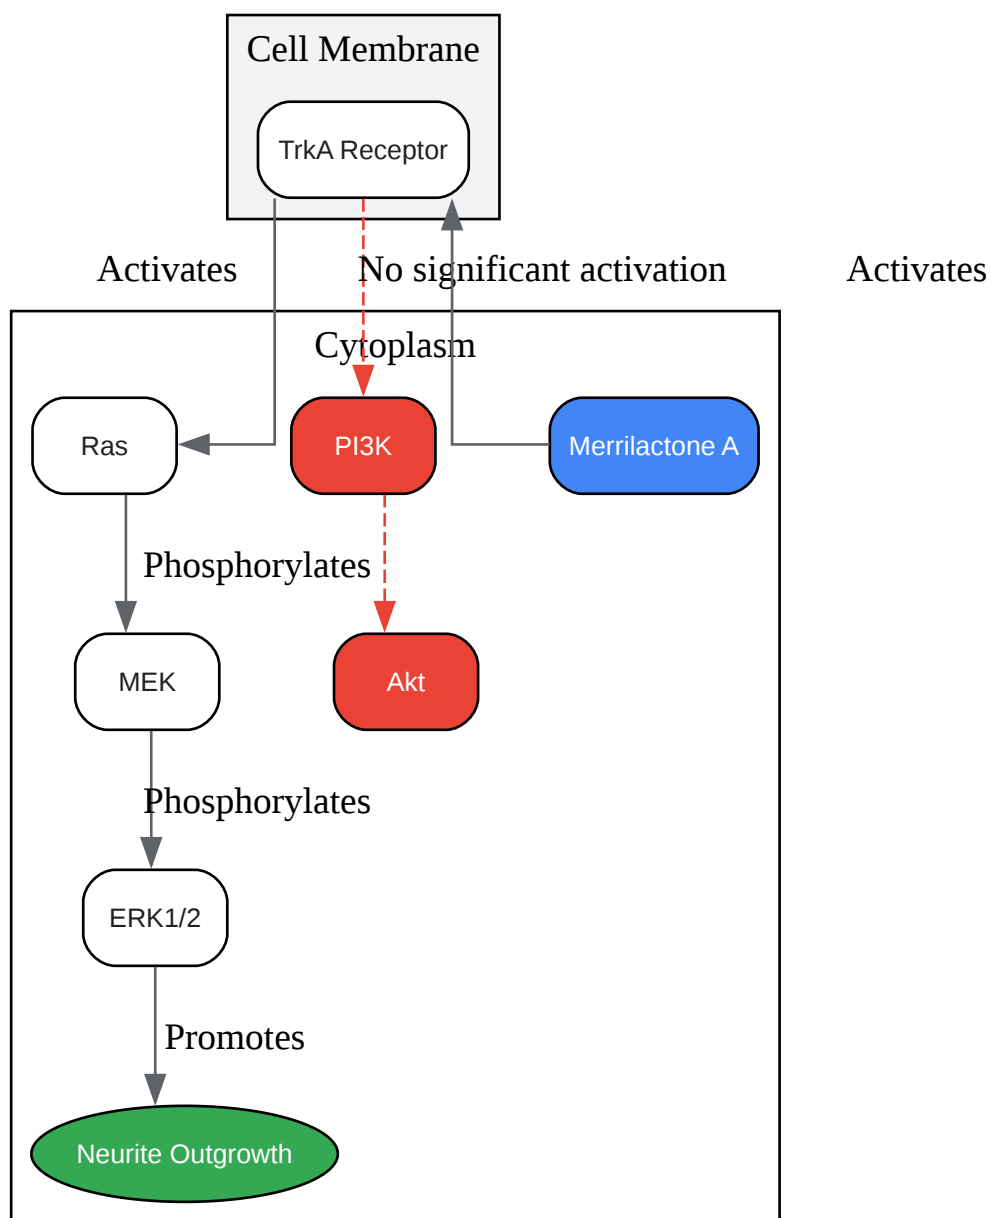 Cell Membrane
TrkA Receptor
Activates
No significant activation
Activates
Cytoplasm
Ras
PI3K
Merrilactone A
Phosphorylates
MEK
Akt
Phosphorylates
ERK1/2
Promotes
Neurite Outgrowth